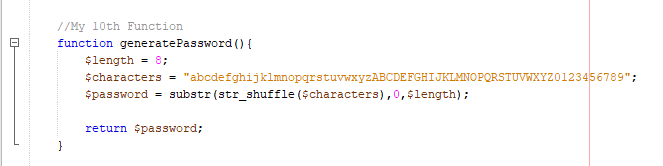 //My 10th Function
function generatePassword(){
$length = 8;
$characters = "abcdefghijklmnopqrstuvwxyzABCDEFGHIJKLMNOPQRSTUVWXYZ0123456789";
$password = substr(str_shuffle($characters),0,$length);
return $password;
}